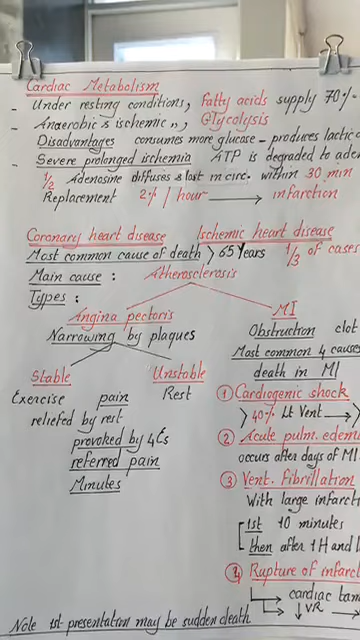 Cardiac Metabolism
- Under resting conditions, Fatty acids supply 70%
- Anaerobic & ischemic ,, , Glycolysis
Disadvantages consumes more glucose - produces lactic
- Severe prolonged ischemia ATP is degraded to aden
1/2 Adenosine diffuses & lost in circ. within 30 min
Replacement 2% / hour → infarction
Coronary heart disease Ischemic heart disease
Most common cause of death > 65 Years 1/3 of cases
Main cause : Atherosclerosis
Types :
Angina pectoris
Narrowing by plaques
Stable Unstable
Exercise pain Rest
reliefed by rest
provoked by 4Es
referred pain
Minutes
MI
Obstruction clot
Most common 4 causes
death in MI
① Cardiogenic shock
> 40% Lt Vent →
② Acute pulm. edem
occurs after days of MI
③ Vent. Fibrillation
With large infarct
1st 10 minutes
then after 1 H and
④ Rupture of infarct
→ cardiac tam
→ ↓ VR →
Note 1st presentation may be sudden death